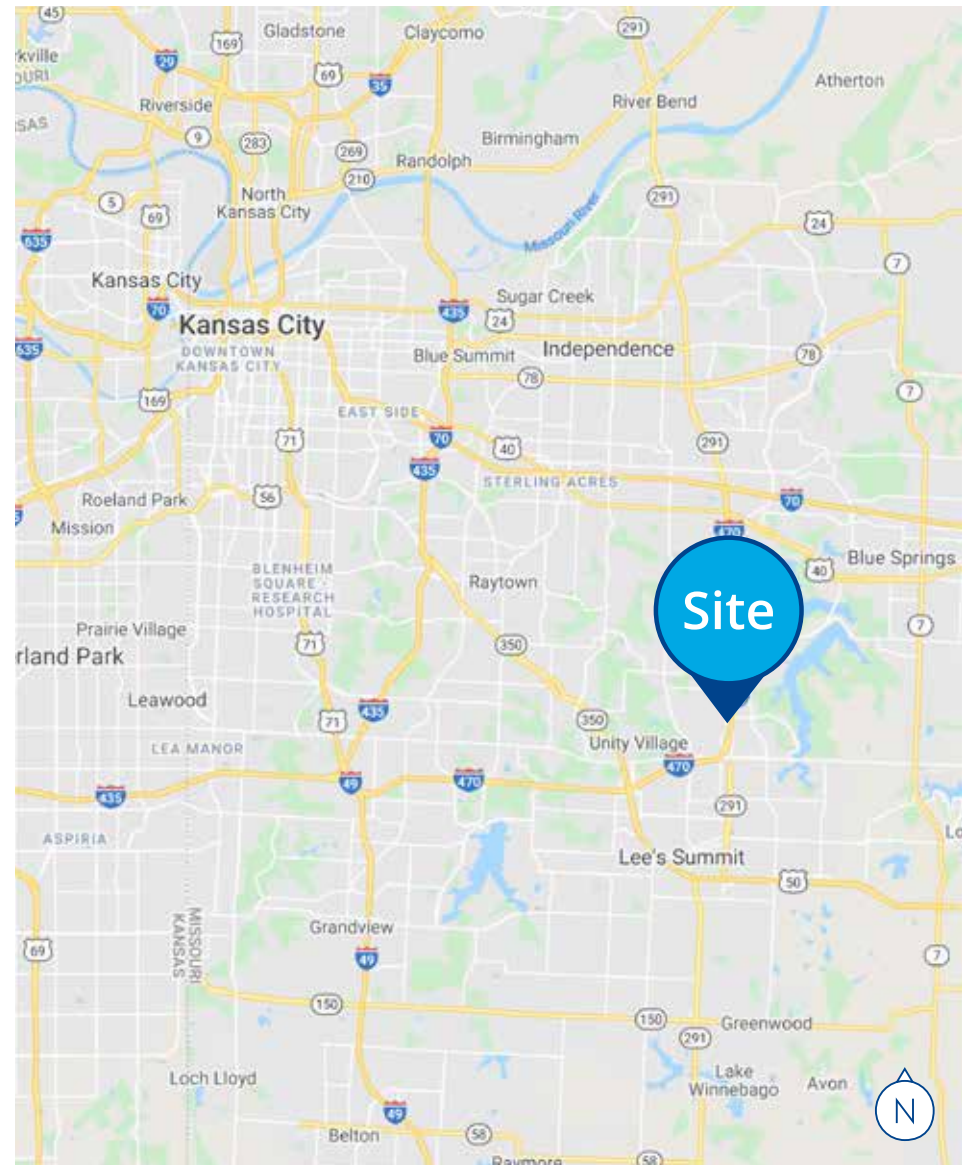 45
169
Gladstone
Claycomo
291
29
69
35
Atherton
Riverside
River Bend
9
283
269
Birmingham
Randolph
210
5
69
North
Kansas City
291
24
635
Missouri River
7
Kansas City
70
Sugar Creek
435
24
Kansas City
635
DOWNTOWN
KANSAS CITY
Blue Summit
Independence
78
78
169
7
EAST SIDE
71
70
40
291
435
STERLING ACRES
Roeland Park
56
70
Mission
470
BLENHEIM
SQUARE -
RESEARCH
HOSPITAL
Raytown
40
Blue Springs
Site
Prairie Village
71
350
7
rland Park
Leawood
71
435
350
LEA MANOR
Unity Village
470
435
49
470
291
ASPIRIA
Lee's Summit
50
MISSOURI
KANSAS
Grandview
69
49
7
150
150
Greenwood
291
Loch Lloyd
Lake
Winnebago
Avon
N
49
Belton
58
Raymore
58